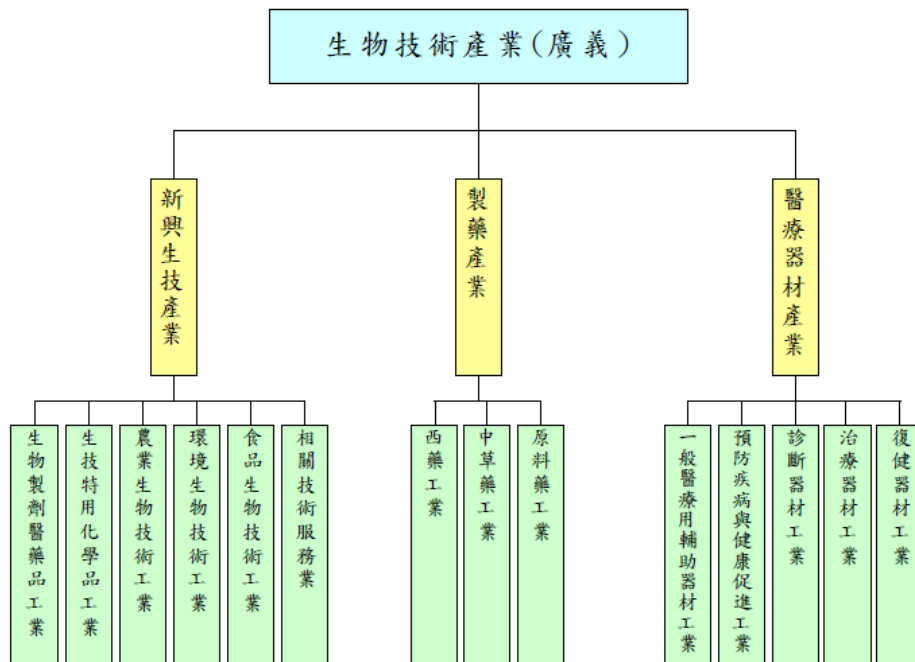 生物技術產業(廣義)
新興生技產業
製藥產業
醫療器材產業
生物製劑醫藥品工業
生技特用化學品工業
農業生物技術工業
環境生物技術工業
食品生物技術工業
相關技術服務業
西藥工業
中草藥工業
原料藥工業
一般醫療用輔助器材工業
預防疾病與健康促進工業
診斷器材工業
治療器材工業
復健器材工業